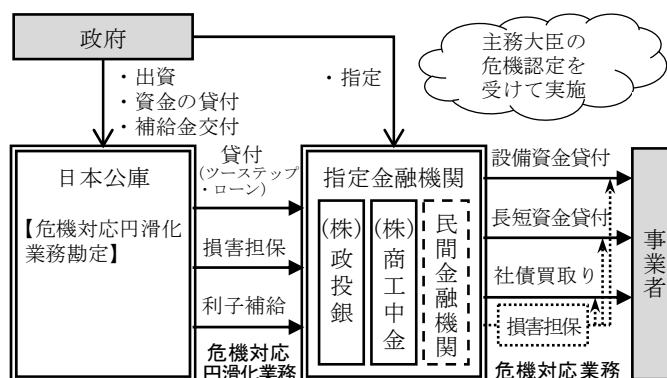 政府
主務大臣の
危機認定を
受けて実施
・出資
・資金の貸付
・補給金交付
・指定
日本公庫
【危機対応円滑化
業務勘定】
貸付
(ツーステップ
・ローン)
損害担保
利子補給
危機対応
円滑化業務
指定金融機関
(株)政投銀
(株)商工中金
民間金融機関
設備資金貸付
長短資金貸付
社債買取り
損害担保
危機対応業務
事業者